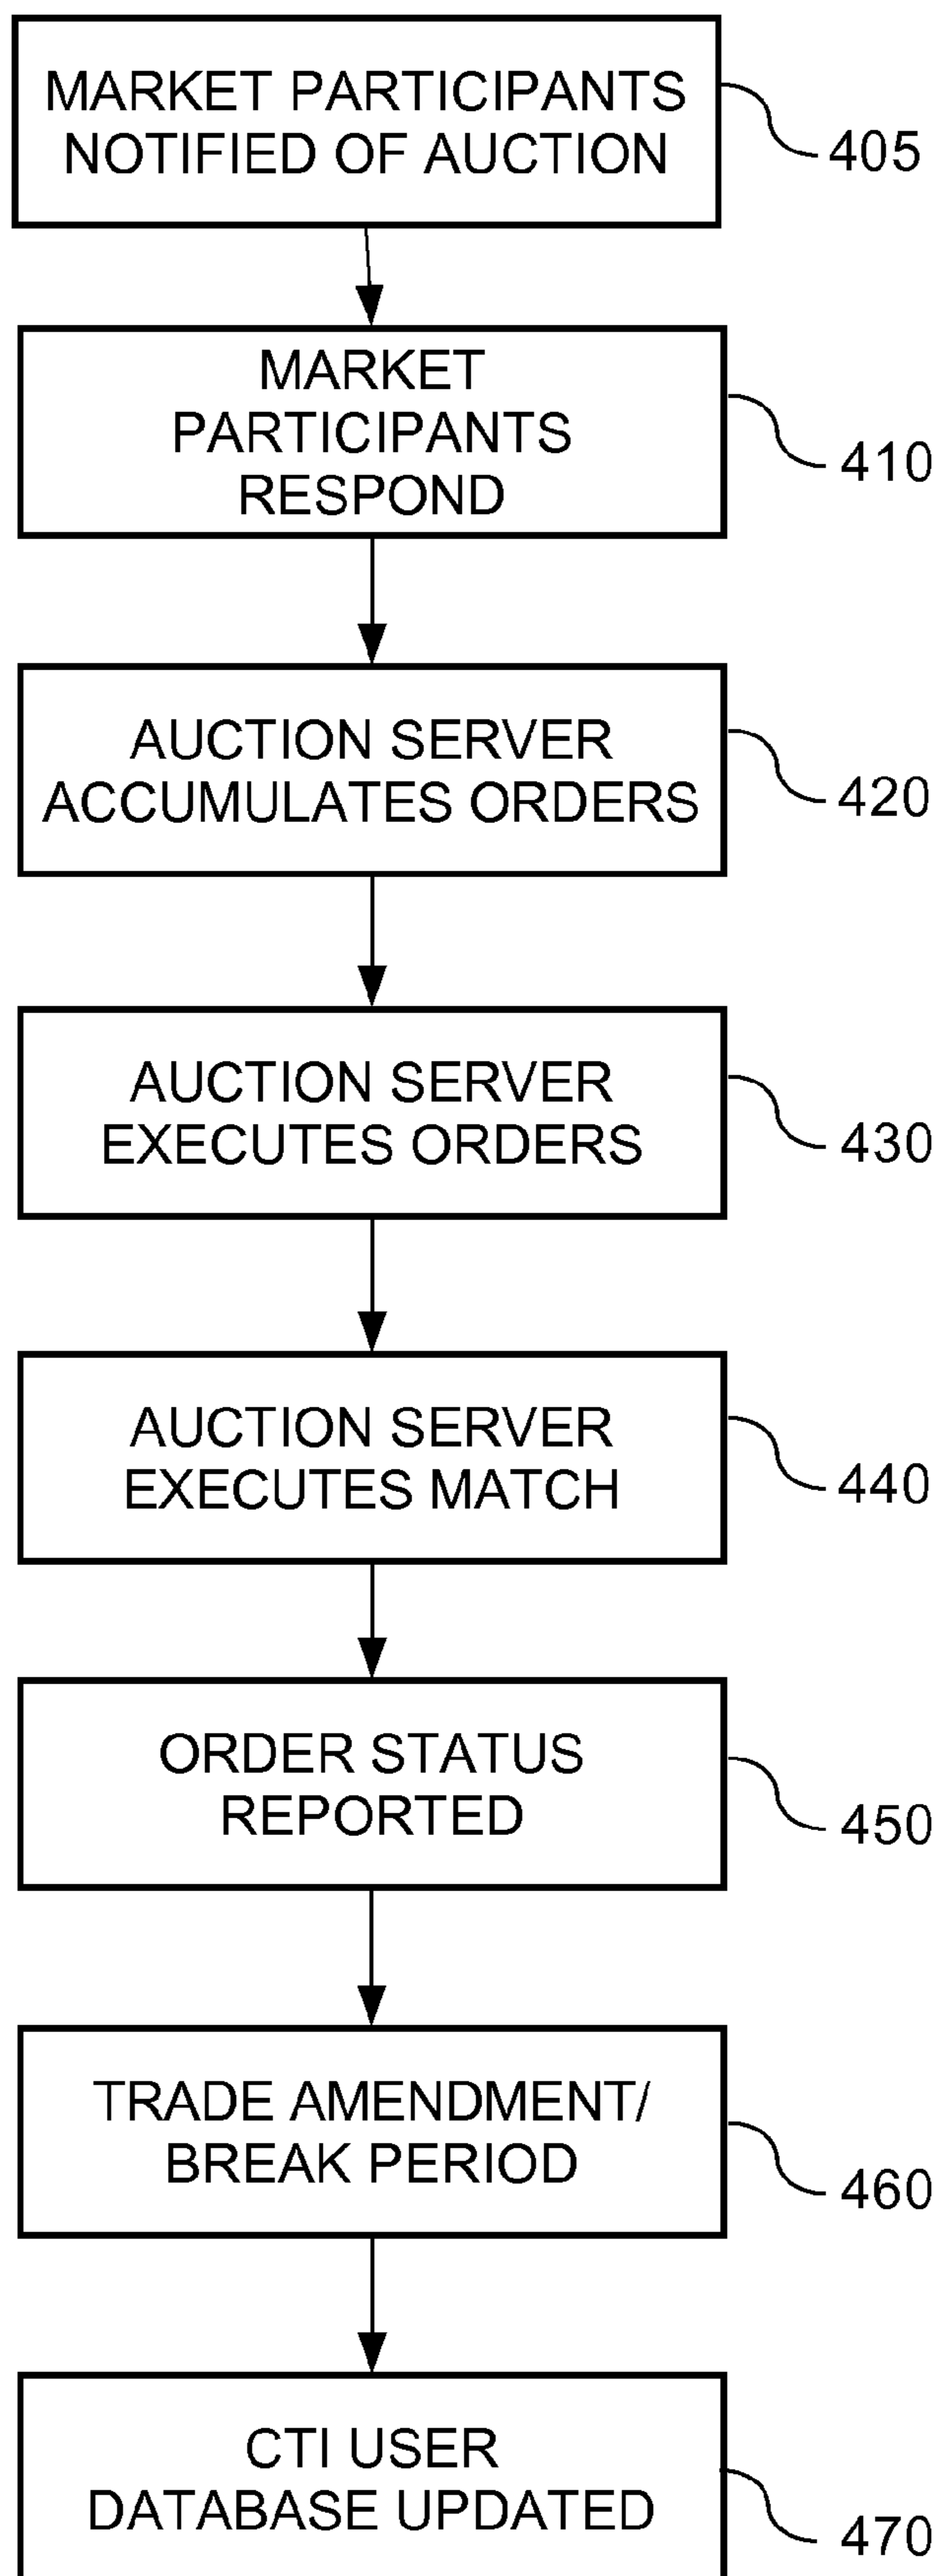 MARKET PARTICIPANTS
NOTIFIED OF AUCTION
405
MARKET
PARTICIPANTS
RESPOND
410
AUCTION SERVER
ACCUMULATES ORDERS
420
AUCTION SERVER
EXECUTES ORDERS
430
AUCTION SERVER
EXECUTES MATCH
440
ORDER STATUS
REPORTED
450
TRADE AMENDMENT/
BREAK PERIOD
460
CTI USER
DATABASE UPDATED
470